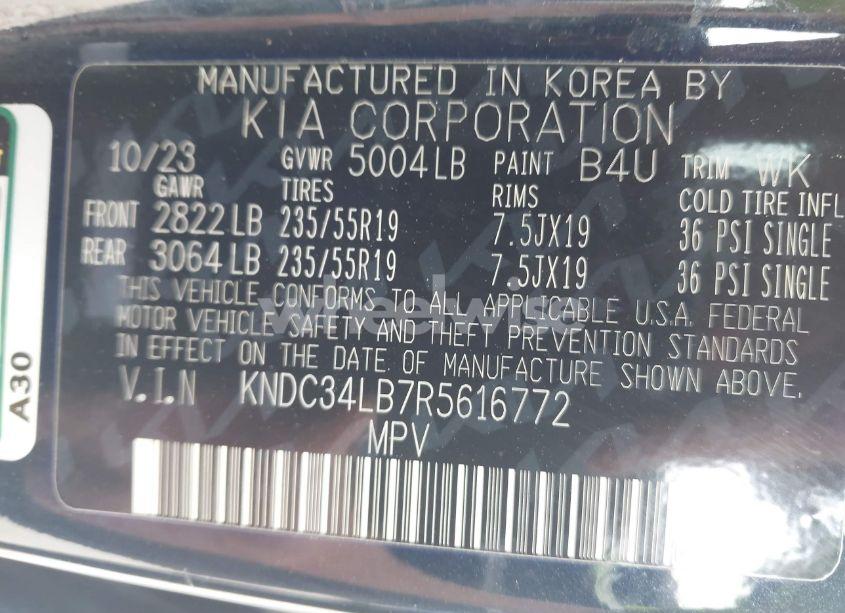 MANUFACTURED IN KOREA BY
KIA CORPORATION
10/23 GVWR 5004LB PAINT B4U TRIM WK
GAWR TIRES RIMS COLD TIRE INFL
FRONT 2822LB 235/55R19 7.5JX19 36 PSI SINGLE
REAR 3064LB 235/55R19 7.5JX19 36 PSI SINGLE
THIS VEHICLE CONFORMS TO ALL APPLICABLE U.S.A. FEDERAL
MOTOR VEHICLE SAFETY AND THEFT PREVENTION STANDARDS
IN EFFECT ON THE DATE OF MANUFACTURE SHOWN ABOVE.
V.I.N KNDC34LB7R5616772
MPV
A30
wheelwise